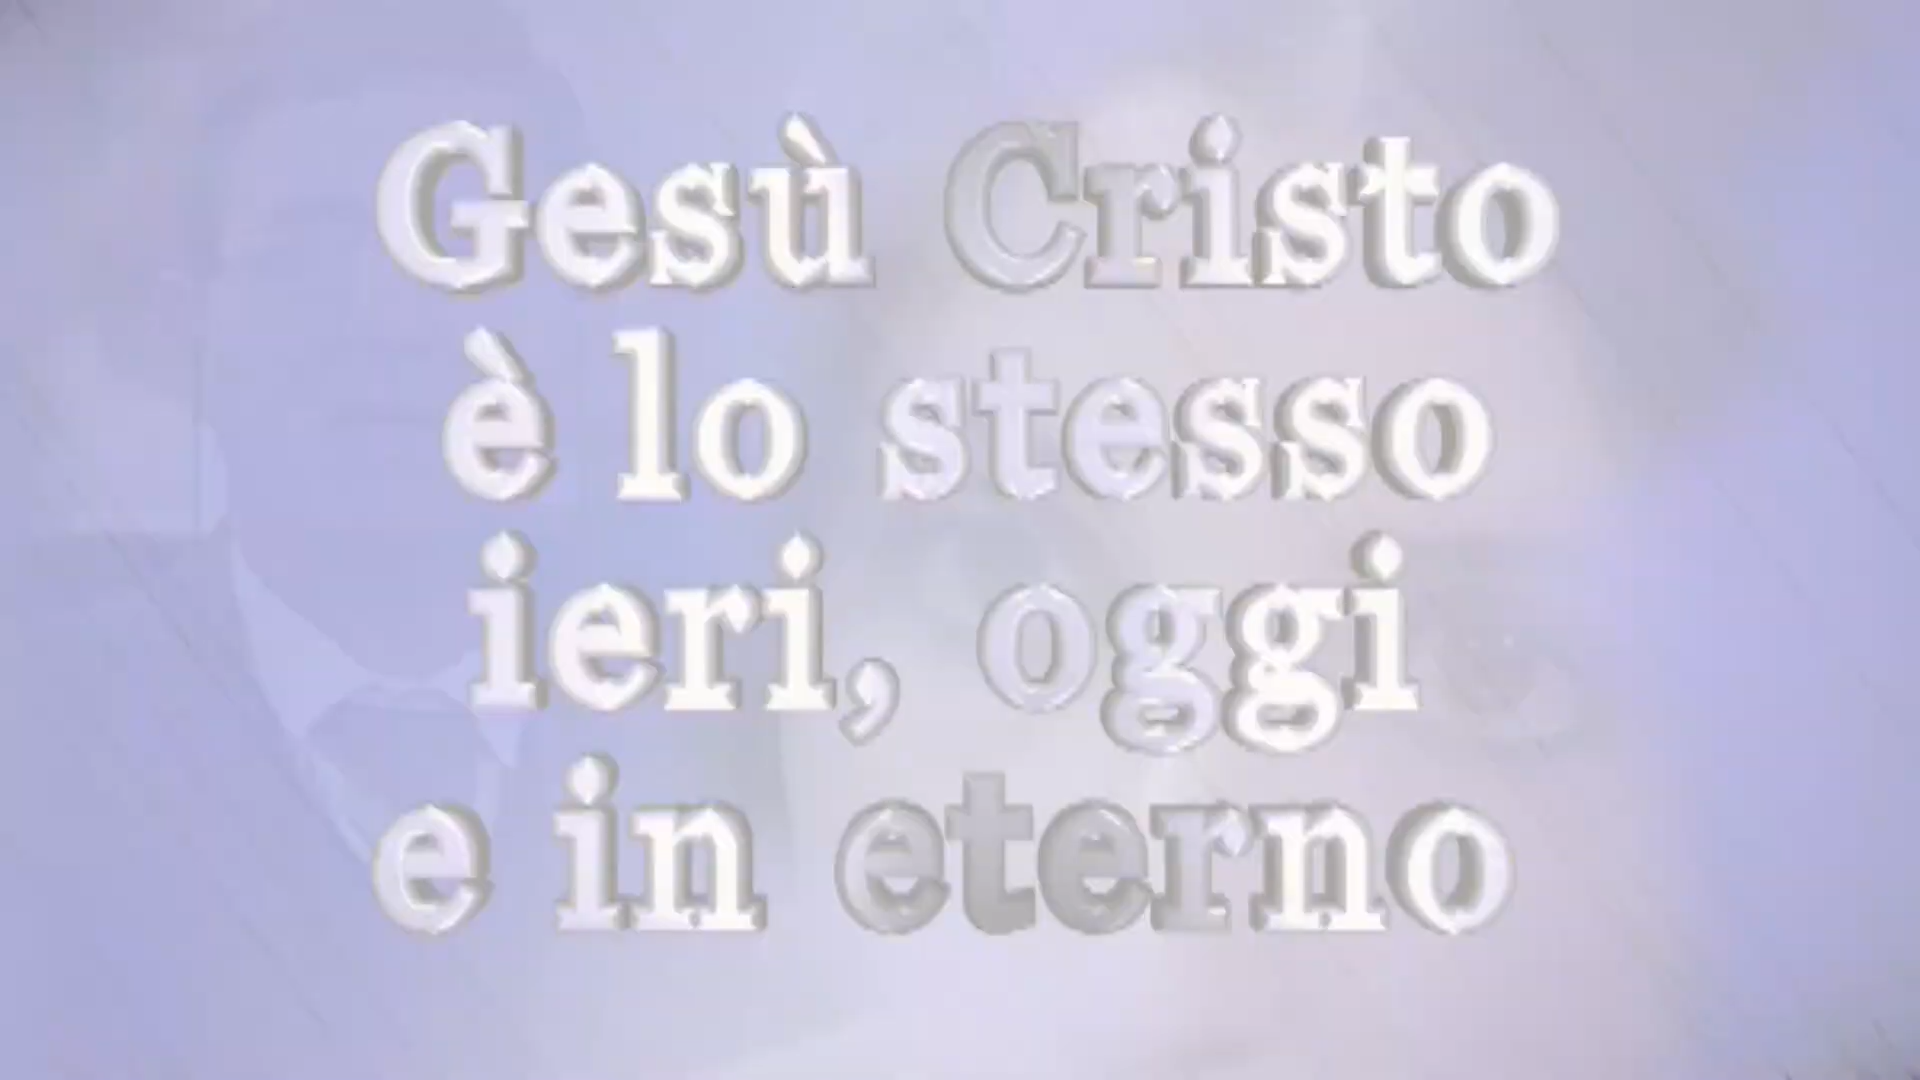 Gesù Cristo
è lo stesso
ieri, oggi
e in eterno